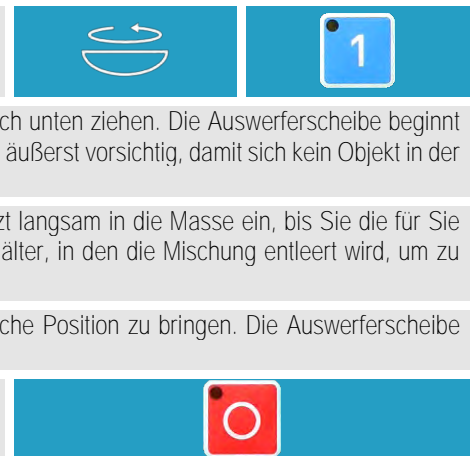 1
ch unten ziehen. Die Auswerferscheibe beginnt
äußerst vorsichtig, damit sich kein Objekt in der
zt langsam in die Masse ein, bis Sie die für Sie
älter, in den die Mischung entleert wird, um zu
che Position zu bringen. Die Auswerferscheibe